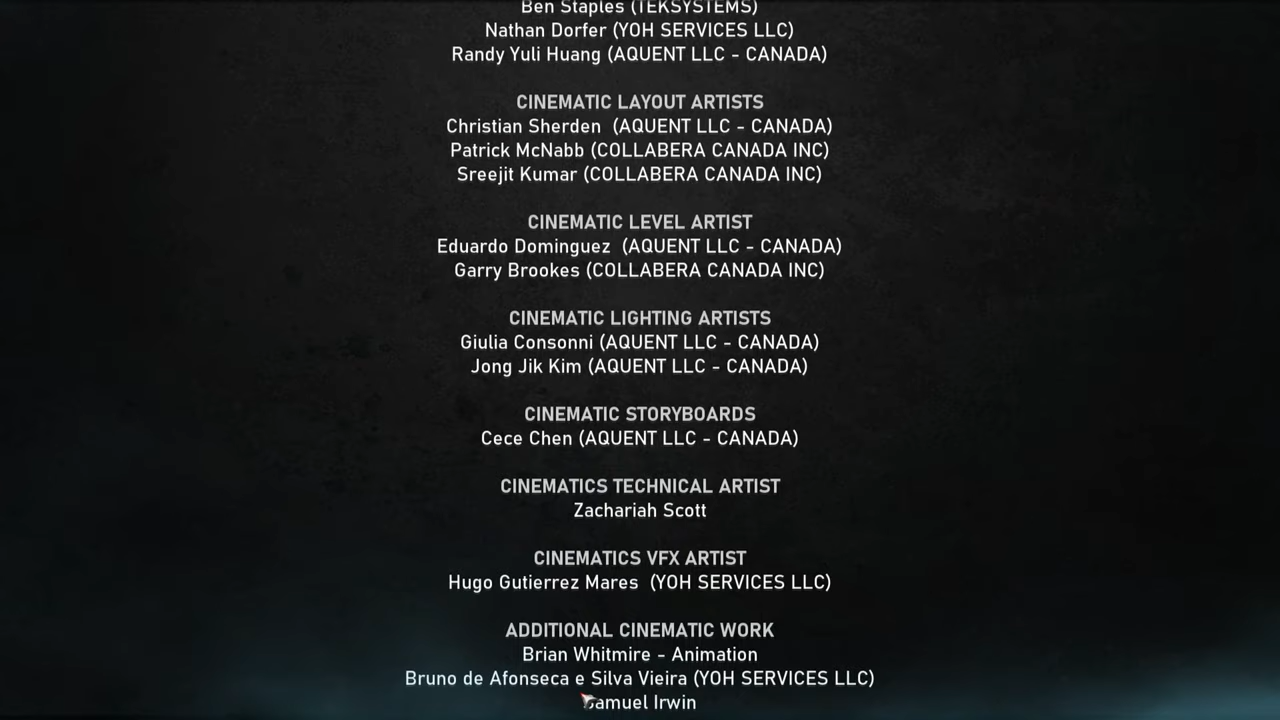 Ben Staples (TEKSYSTEMS)
Nathan Dorfer (YOH SERVICES LLC)
Randy Yuli Huang (AQUENT LLC - CANADA)
CINEMATIC LAYOUT ARTISTS
Christian Sherden (AQUENT LLC - CANADA)
Patrick McNabb (COLLABERA CANADA INC)
Sreejit Kumar (COLLABERA CANADA INC)
CINEMATIC LEVEL ARTIST
Eduardo Dominguez (AQUENT LLC - CANADA)
Garry Brookes (COLLABERA CANADA INC)
CINEMATIC LIGHTING ARTISTS
Giulia Consonni (AQUENT LLC - CANADA)
Jong Jik Kim (AQUENT LLC - CANADA)
CINEMATIC STORYBOARDS
Cece Chen (AQUENT LLC - CANADA)
CINEMATICS TECHNICAL ARTIST
Zachariah Scott
CINEMATICS VFX ARTIST
Hugo Gutierrez Mares (YOH SERVICES LLC)
ADDITIONAL CINEMATIC WORK
Brian Whitmire - Animation
Bruno de Afonseca e Silva Vieira (YOH SERVICES LLC)
Samuel Irwin